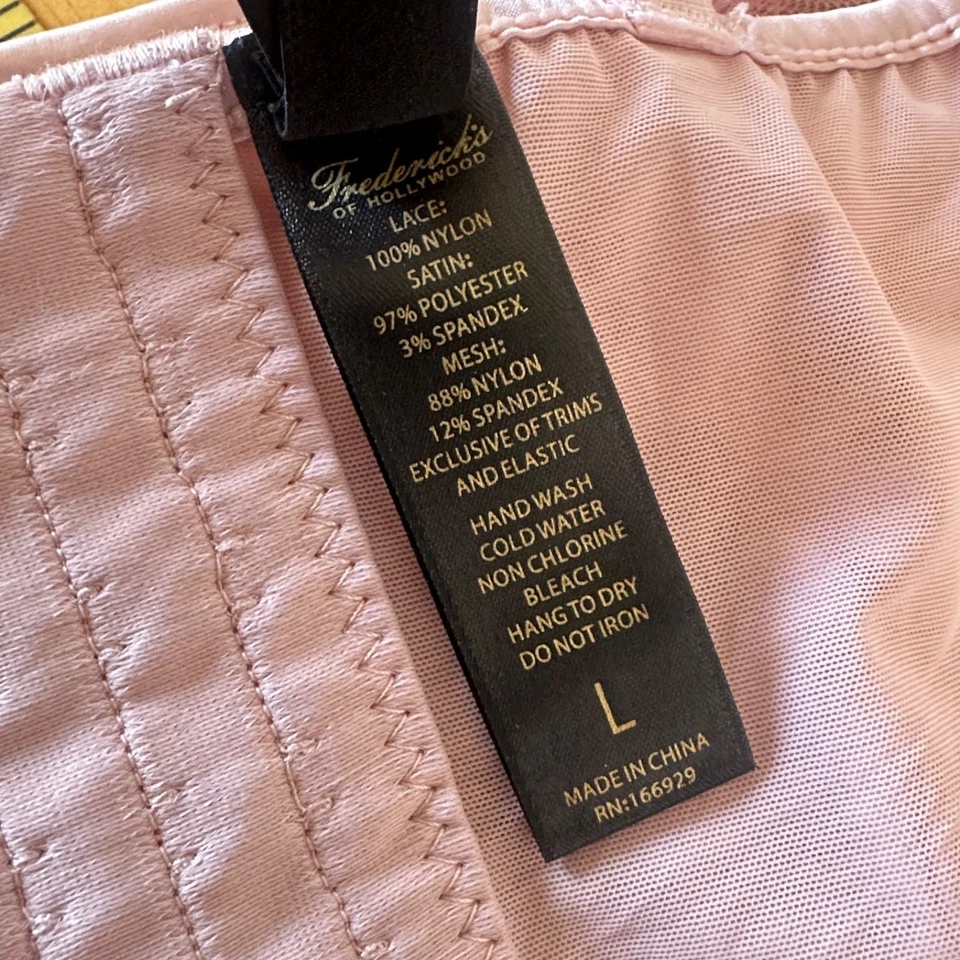 Frederick's
OF HOLLYWOOD
LACE:
100% NYLON
SATIN:
97% POLYESTER
3% SPANDEX
MESH:
88% NYLON
12% SPANDEX
EXCLUSIVE OF TRIMS
AND ELASTIC
HAND WASH
COLD WATER
NON CHLORINE
BLEACH
HANG TO DRY
DO NOT IRON
L
MADE IN CHINA
RN:166929